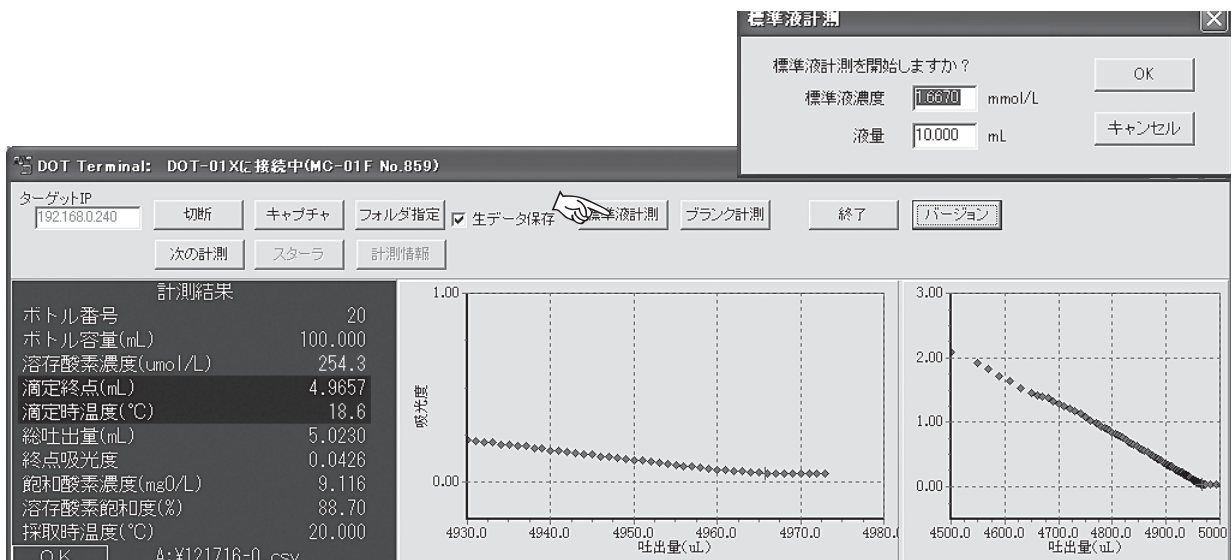 標準液計測
標準液計測を開始しますか?
標準液濃度 1.6670 mmol/L
液量 10.000 mL
OK
キャンセル
DOT Terminal: DOT-01Xに接続中(MC-01F No.859)
ターゲットIP
192.168.0.240
切断 キャプチャ フォルダ指定 生データ保存 標準液計測 ブランク計測 終了 バージョン
次の計測 スターラ 計測情報
計測結果
ボトル番号 20
ボトル容量(mL) 100.000
溶存酸素濃度(umol/L) 254.3
滴定終点(mL) 4.9657
滴定時温度(℃) 18.6
総吐出量(mL) 5.0230
終点吸光度 0.0426
飽和酸素濃度(mgO/L) 9.116
溶存酸素飽和度(%) 88.70
採取時温度(℃) 20.000
OK A:¥121716-0.csv
1.00
吸光度
0.00
4930.0 4940.0 4950.0 4960.0 4970.0 4980.0
吐出量(uL)
3.00
2.00
1.00
0.00
4500.0 4600.0 4700.0 4800.0 4900.0 5000
吐出量(uL)